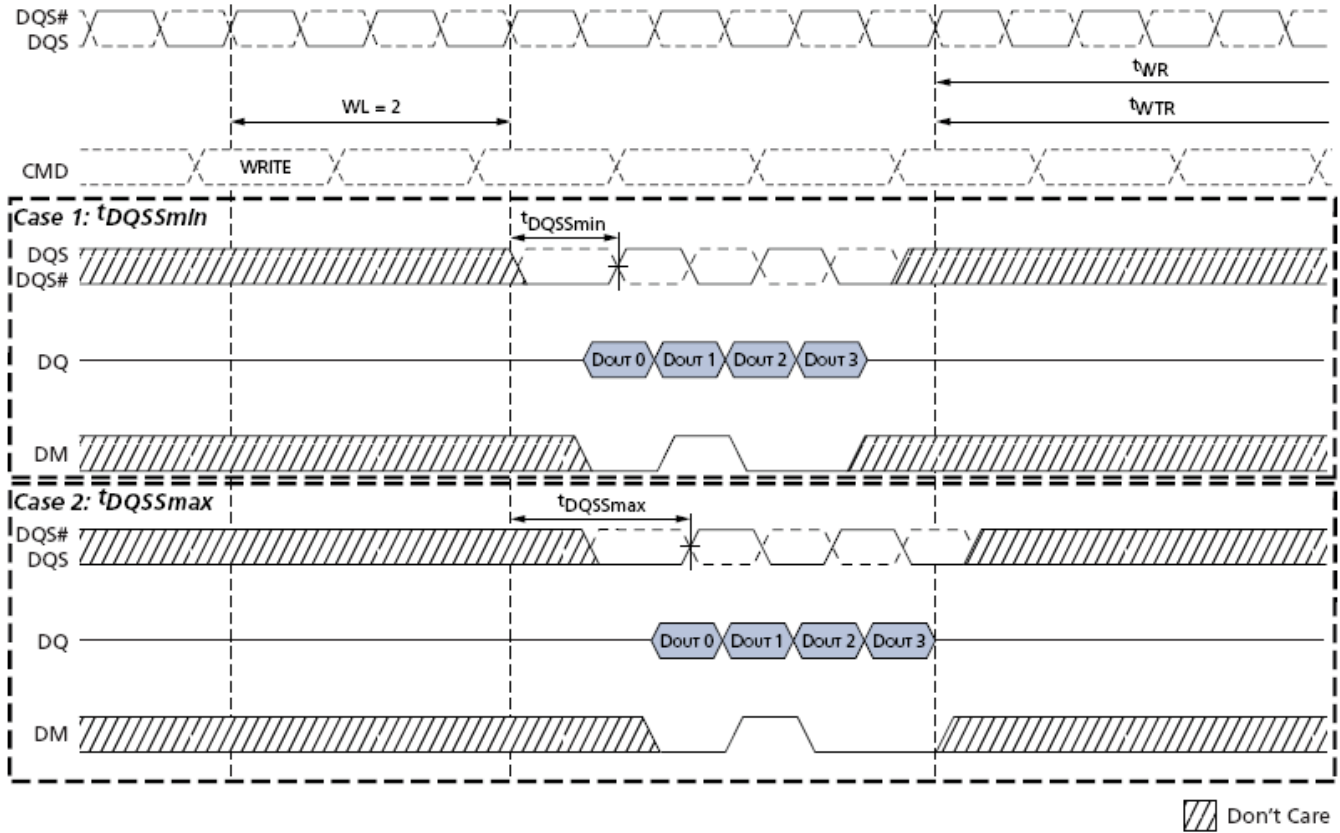 DQS#
DQS
tWR
WL = 2
tWTR
CMD
WRITE
Case 1: tDQSSmin
tDQSSmin
DQS
DQS#
DQ
DOUT 0 DOUT 1 DOUT 2 DOUT 3
DM
Case 2: tDQSSmax
tDQSSmax
DQS#
DQS
DQ
DOUT 0 DOUT 1 DOUT 2 DOUT 3
DM
Don't Care